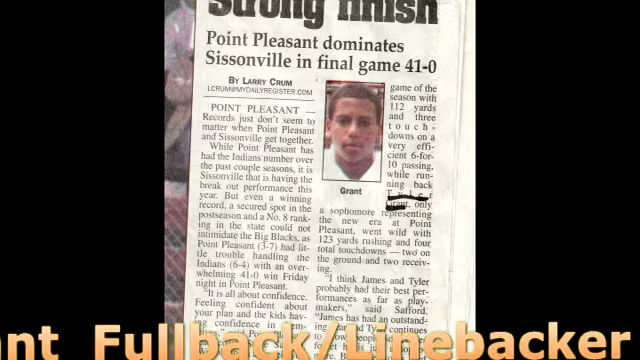 Strong finish
Point Pleasant dominates
Sissonville in final game 41-0
BY LARRY CRUM
LCRUM@MYDAILYREGISTER.COM
POINT PLEASANT —
Records just don't seem to
matter when Point Pleasant
and Sissonville get together.
While Point Pleasant has
had the Indians number over
the past couple seasons, it is
Sissonville that is having the
break out performance this
year. But even a winning
record, a secured spot in the
postseason and a No. 8 rank-
ing in the state could not
intimidate the Big Blacks, as
Point Pleasant (3-7) had lit-
tle trouble handling the
Indians (6-4) with an over-
whelming 41-0 win Friday
night in Point Pleasant.
"It is all about confidence.
Feeling confident about
your plan and the kids hav-
ing confidence in
Grant
game of the
season with
112 yards
and three
touch-
downs on a
very effi-
cient 6-for-
10 passing,
while run-
ning back
Tyler
Grant, only
a sophomore representing
the new era at Point
Pleasant, went wild with
123 yards rushing and four
total touchdowns — two on
the ground and two receiv-
ing.
"I think James and Tyler
probably had their best per-
formances as far as play-
makers," said Safford.
"James has had an outstand-
ing and Tyler continues
ant Fullback/Linebacker